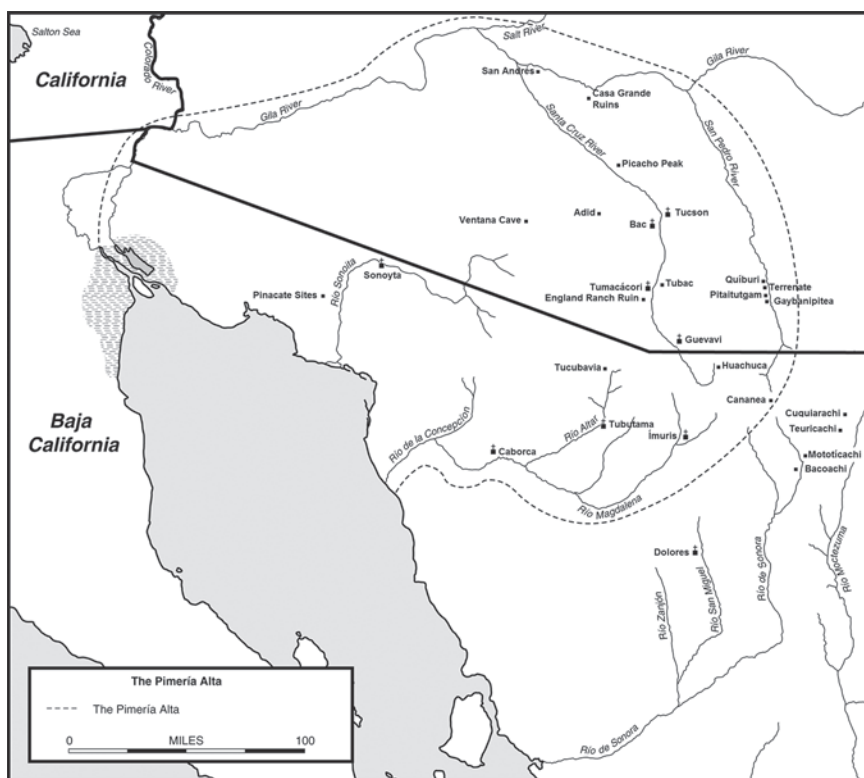 Salton Sea
California
Colorado
River
Salt River
San Andrés
Casa Grande
Ruins
Gila River
Gila River
Santa Cruz River
San Pedro River
Picacho Peak
Ventana Cave
Adid
Tucson
Bac
Sonoyta
Río Sonoita
Pinacate Sites
Tumacácori
Tubac
England Ranch Ruin
Quiburi
Terrenate
Pitaitutgam
Gaybanipitea
Guevavi
Huachuca
Tucubavia
Cananea
Cuquiarachi
Teuricachi
Baja
California
Río de la Concepcion
Río Altar
Tubutama
Imuris
Caborca
Mototicachi
Bacoachi
Río Magdalena
Dolores
Río Zanjón
Río San Miguel
Río de Sonora
Río Moctezuma
The Pimería Alta
The Pimería Alta
0 MILES 100
Río de Sonora